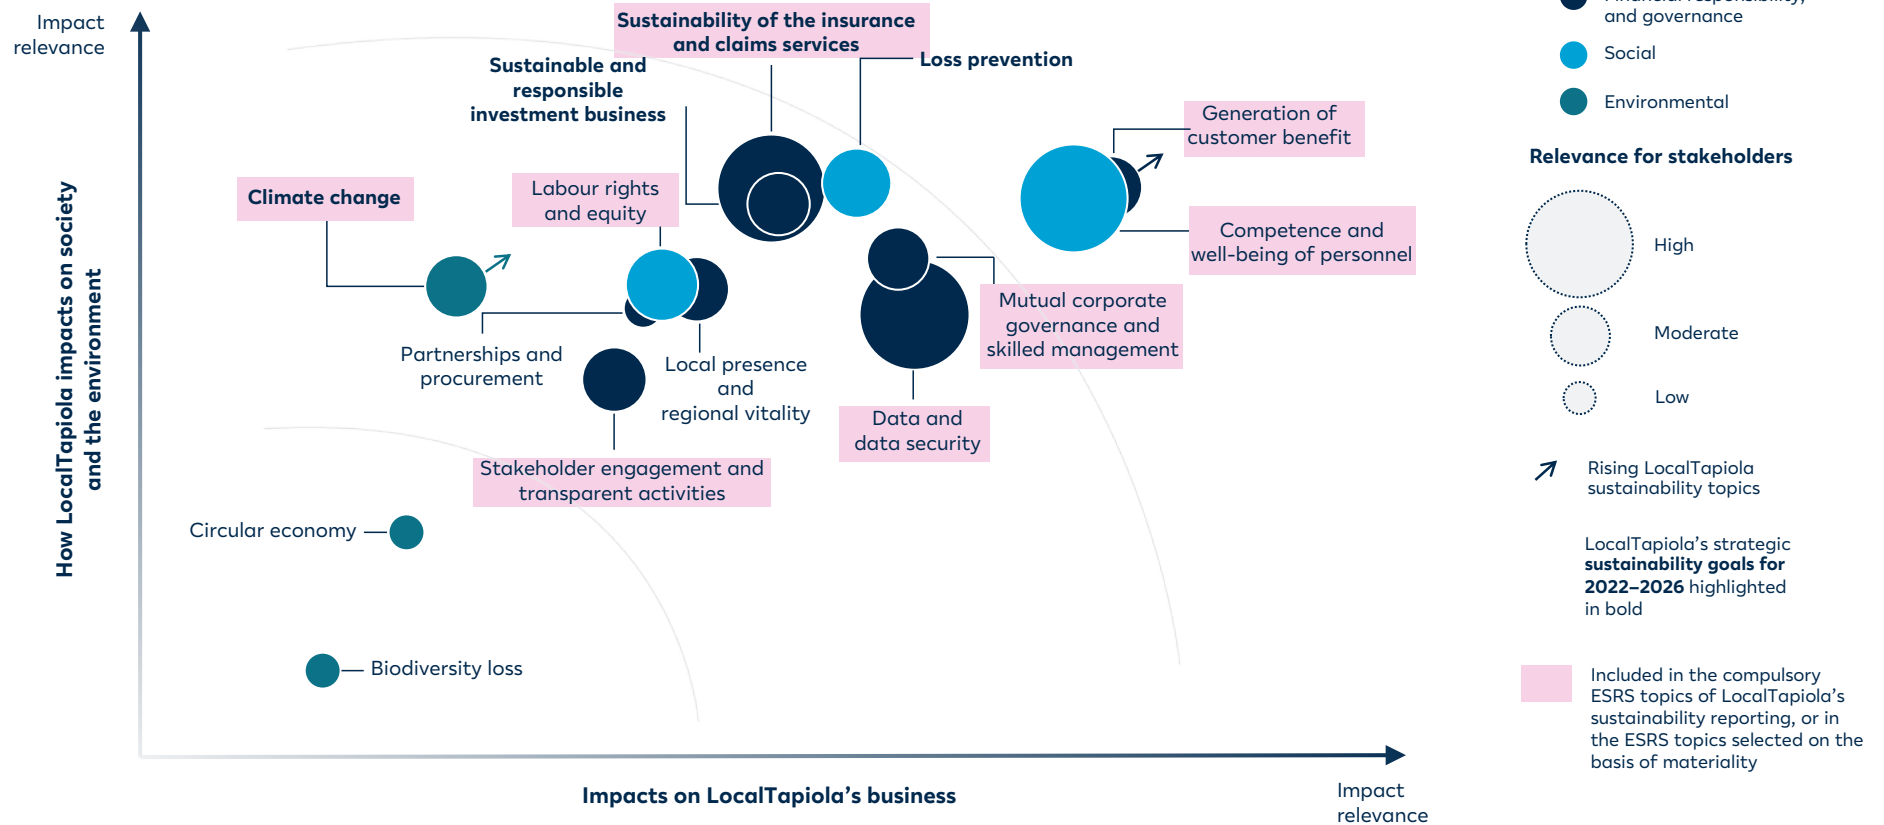 Impact
relevance
How LocalTapiola impacts on society
and the environment
Sustainability of the insurance
and claims services
Sustainable and
responsible
investment business
Loss prevention
Generation of
customer benefit
Climate change
Labour rights
and equity
Competence and
well-being of personnel
Mutual corporate
governance and
skilled management
Partnerships and
procurement
Local presence
and
regional vitality
Data and
data security
Stakeholder engagement and
transparent activities
Circular economy
Biodiversity loss
Impacts on LocalTapiola's business
Impact
relevance
Financial responsibility,
and governance
Social
Environmental
Relevance for stakeholders
High
Moderate
Low
Rising LocalTapiola
sustainability topics
LocalTapiola's strategic
sustainability goals for
2022–2026 highlighted
in bold
Included in the compulsory
ESRS topics of LocalTapiola's
sustainability reporting, or in
the ESRS topics selected on the
basis of materiality